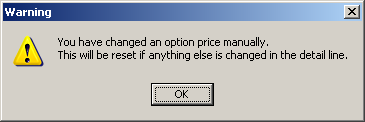 Warning
You have changed an option price manually.
This will be reset if anything else is changed in the detail line.
OK